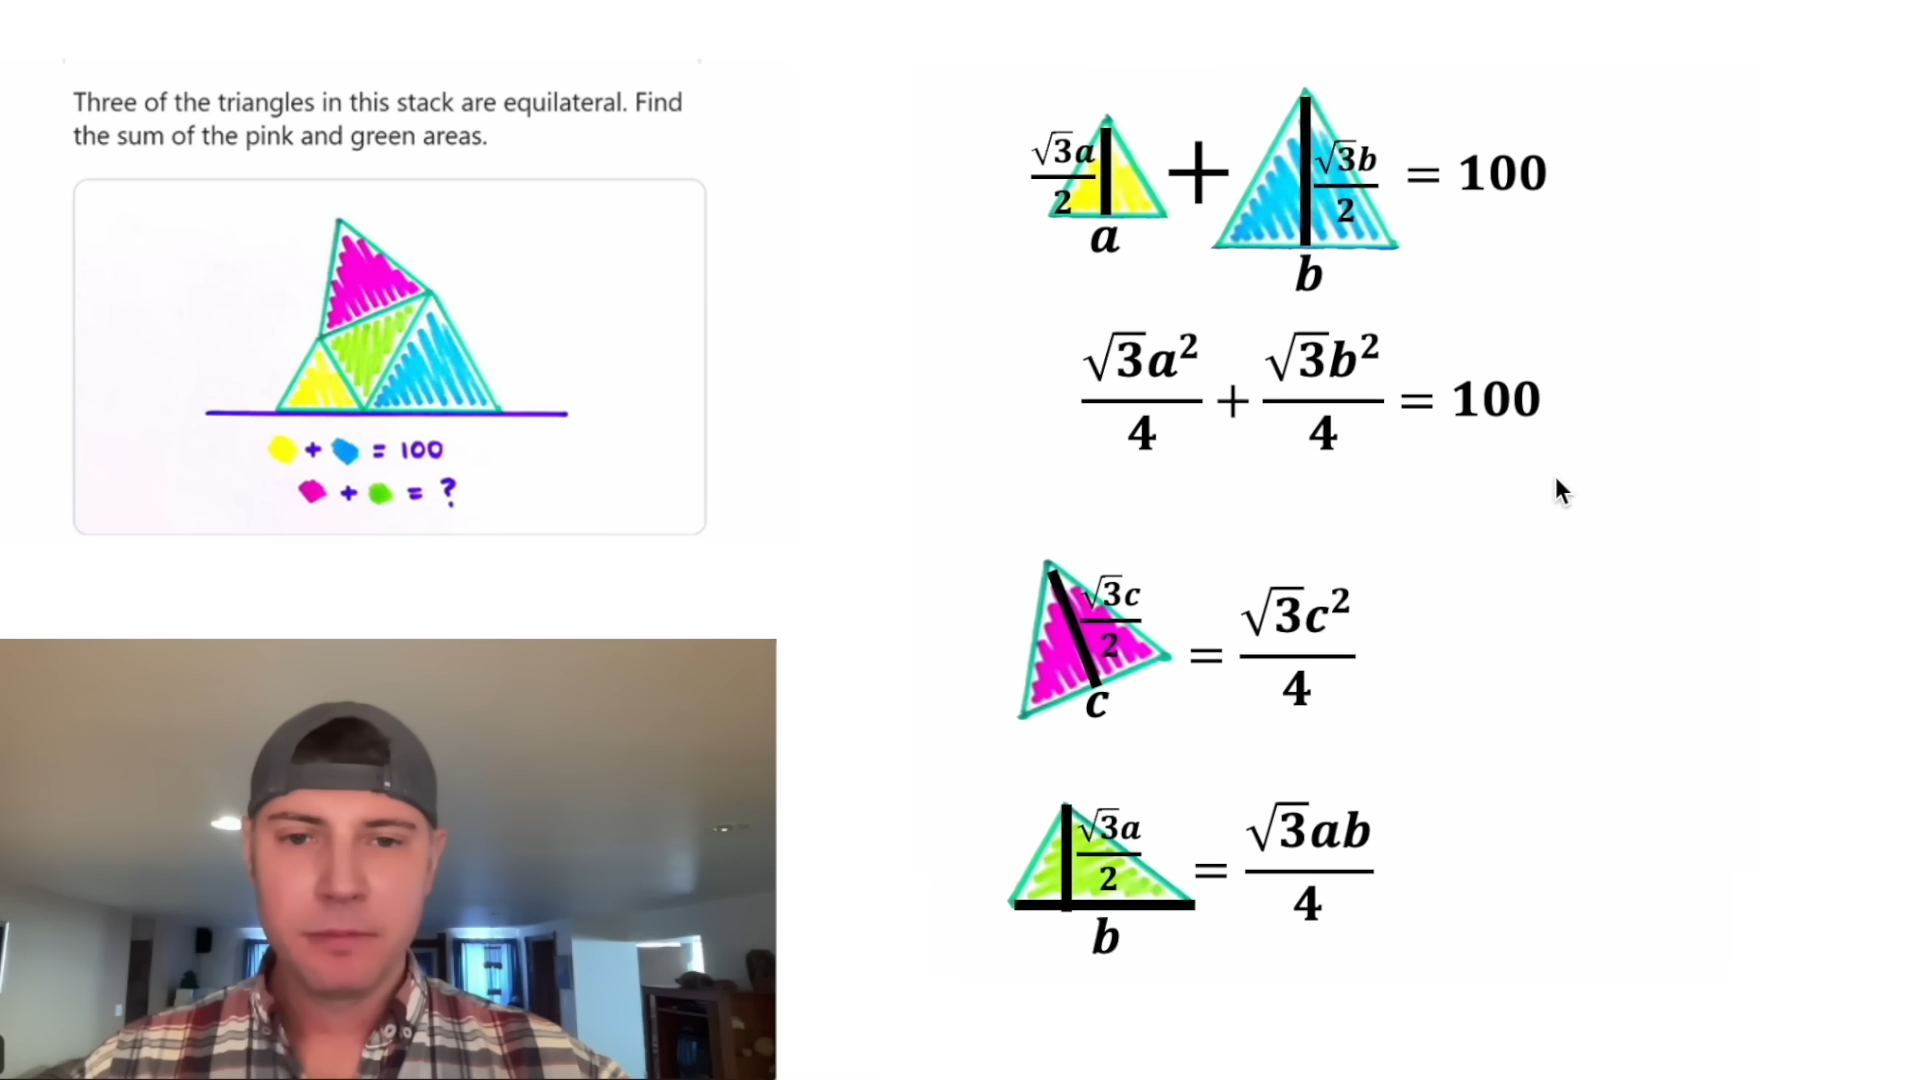 Three of the triangles in this stack are equilateral. Find
the sum of the pink and green areas.
+ = 100
+ = ?
√3a/2 a + √3b/2 b = 100
√3a²/4 + √3b²/4 = 100
√3c/2 c = √3c²/4
√3a/2 b = √3ab/4